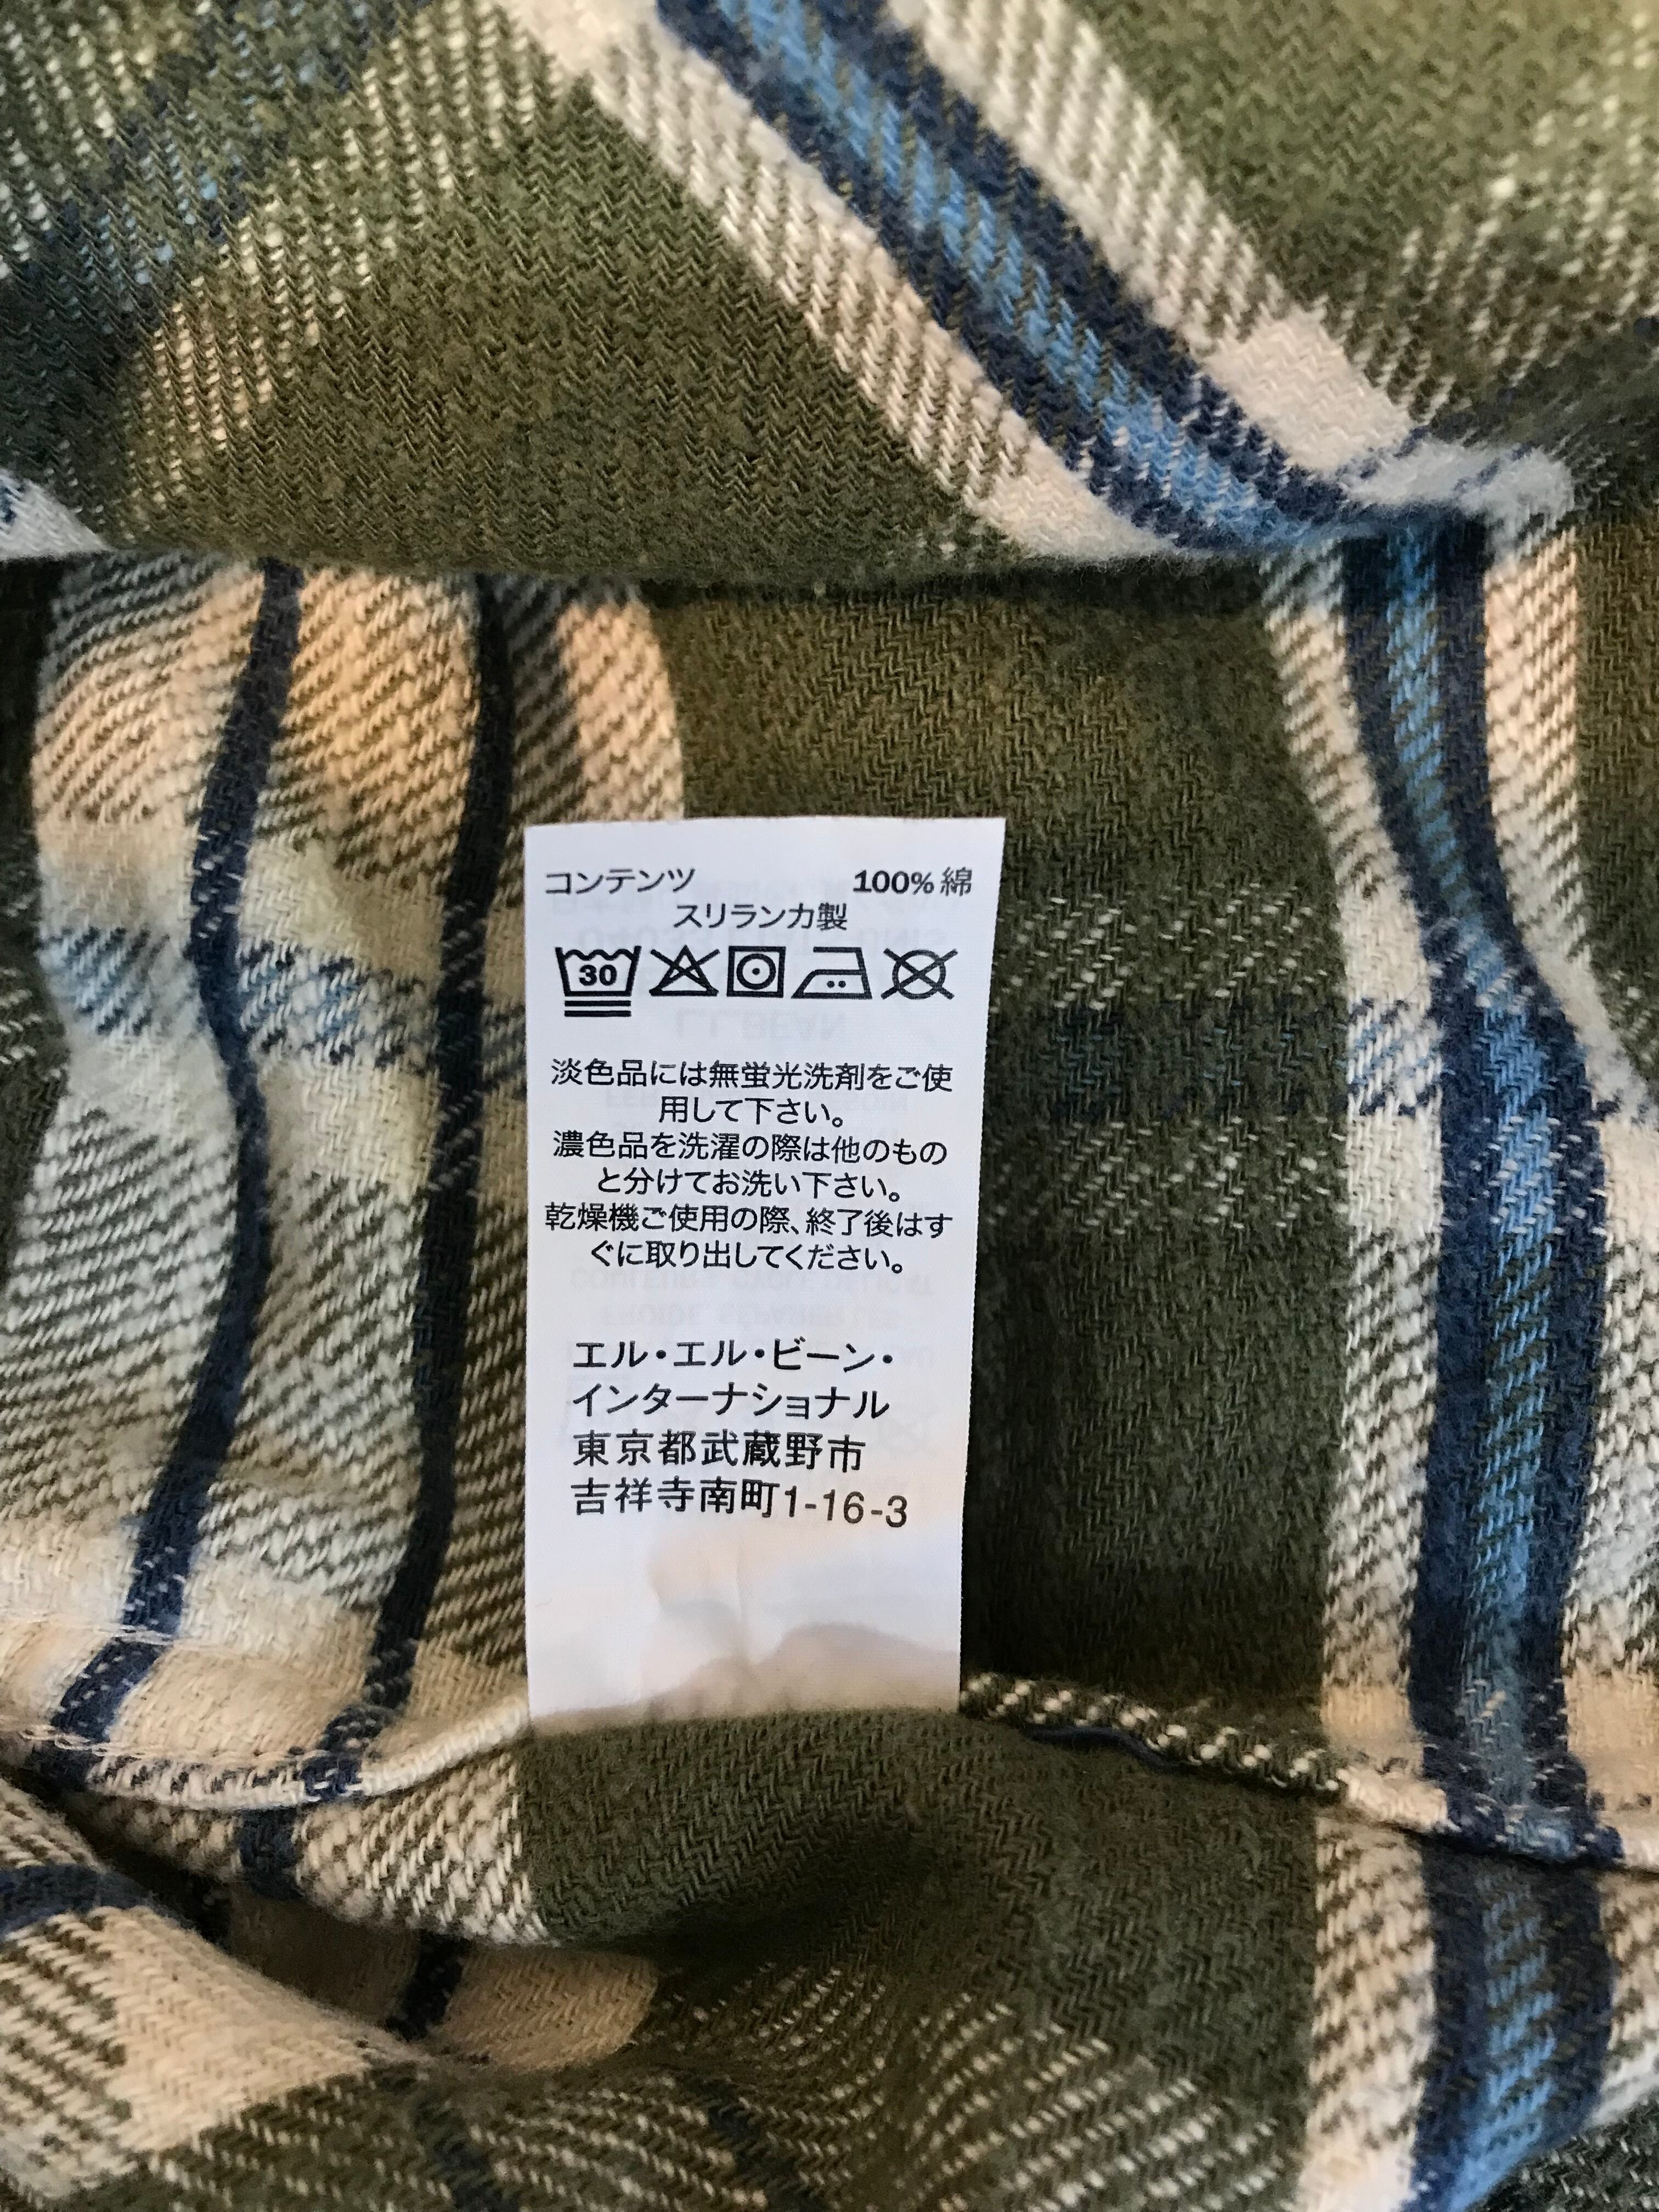 コンテンツ 100% 綿
スリランカ製
30
淡色品には無蛍光洗剤をご使
用して下さい。
濃色品を洗濯の際は他のもの
と分けてお洗い下さい。
乾燥機ご使用の際、終了後はす
ぐに取り出してください。
エル・エル・ビーン・
インターナショナル
東京都武蔵野市
吉祥寺南町1-16-3